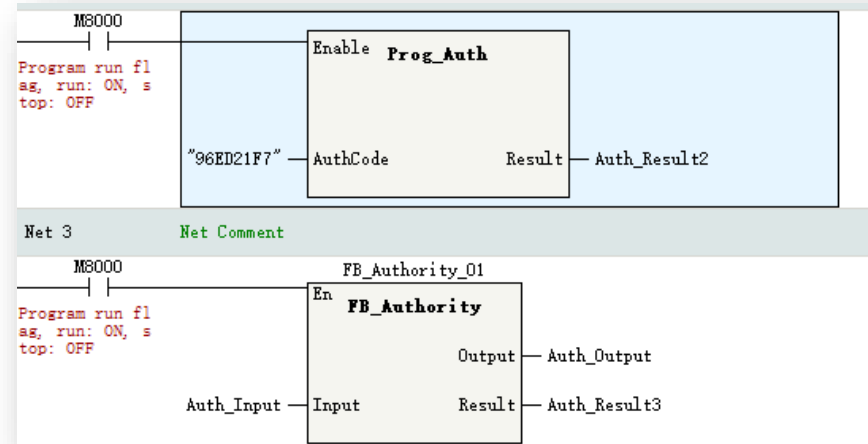 M8000
Enable
Prog_Auth
Program run fl
ag, run: ON, s
top: OFF
"96ED21F7"
AuthCode
Result
Auth_Result2
Net 3
Net Comment
M8000
FB_Authority_01
En
FB_Authority
Program run fl
ag, run: ON, s
top: OFF
Output
Auth_Output
Auth_Input
Input
Result
Auth_Result3